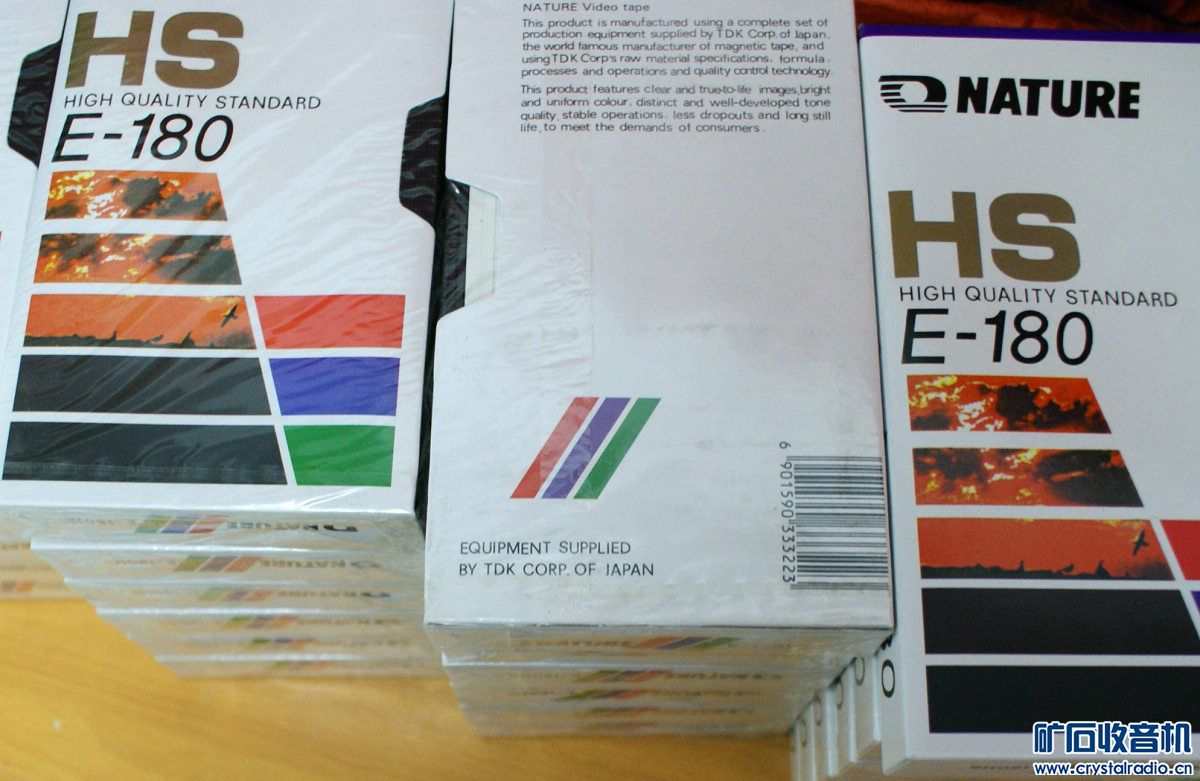 HS
HIGH QUALITY STANDARD
E-180
NATURE Video tape
This product is manufactured using a complete set of
production equipment supplied by TDK Corp. of Japan,
the world famous manufacturer of magnetic tape, and
using TDK Corp's raw material specifications, formula,
processes and operations and quality control technology.
This product features clear and true-to-life images,bright
and uniform colour, distinct and well-developed tone
quality, stable operations, less dropouts and long still
life, to meet the demands of consumers.
EQUIPMENT SUPPLIED
BY TDK CORP. OF JAPAN
6 901590 333223
NATURE
HS
HIGH QUALITY STANDARD
E-180
NATURE
NATURE
NATURE
NATURE
矿石收音机
www.crystalradio.cn